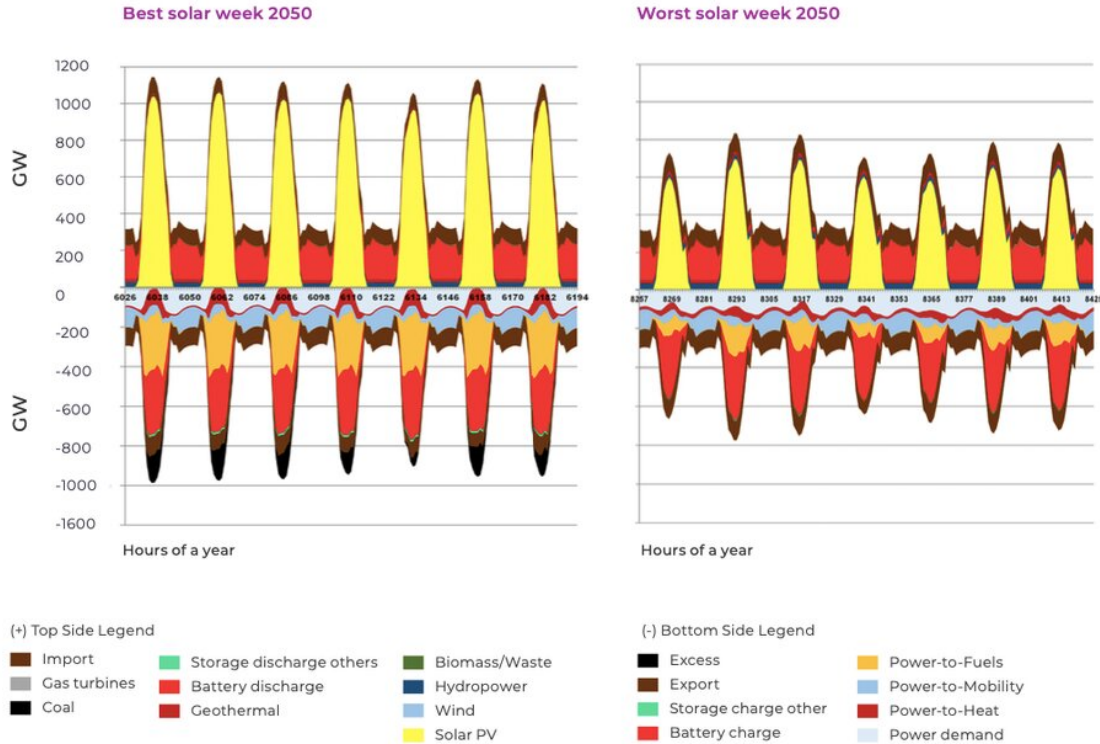 Best solar week 2050
Worst solar week 2050
1200
1000
800
600
400
200
0
-200
-400
-600
-800
-1000
-1600
GW
GW
6026 6038 6050 6062 6074 6086 6098 6110 6122 6134 6146 6158 6170 6182 6194
8257 8269 8281 8293 8305 8317 8329 8341 8353 8365 8377 8389 8401 8413 8425
Hours of a year
Hours of a year
(+) Top Side Legend
Import
Gas turbines
Coal
Storage discharge others
Battery discharge
Geothermal
Biomass/Waste
Hydropower
Wind
Solar PV
(-) Bottom Side Legend
Excess
Export
Storage charge other
Battery charge
Power-to-Fuels
Power-to-Mobility
Power-to-Heat
Power demand